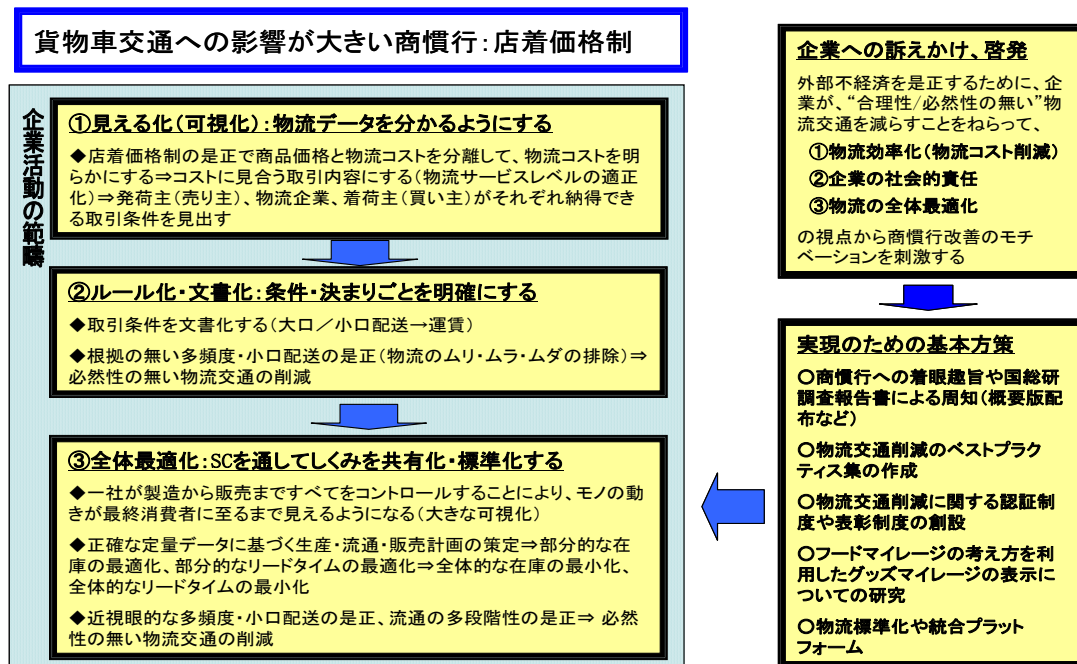 貨物車交通への影響が大きい商慣行：店着価格制
企業活動の範疇
①見える化（可視化）：物流データを分かるようにする
◆店着価格制の是正で商品価格と物流コストを分離して、物流コストを明
らかにする⇒コストに見合う取引内容にする（物流サービスレベルの適正
化）⇒発荷主（売り主）、物流企業、着荷主（買い主）がそれぞれ納得でき
る取引条件を見出す
②ルール化・文書化：条件・決まりごとを明確にする
◆取引条件を文書化する（大口／小口配送→運賃）
◆根拠の無い多頻度・小口配送の是正（物流のムリ・ムラ・ムダの排除）⇒
必然性の無い物流交通の削減
③全体最適化：SCを通してしくみを共有化・標準化する
◆一社が製造から販売まですべてをコントロールすることにより、モノの動
きが最終消費者に至るまで見えるようになる（大きな可視化）
◆正確な定量データに基づく生産・流通・販売計画の策定⇒部分的な在
庫の最適化、部分的なリードタイムの最適化⇒全体的な在庫の最小化、
全体的なリードタイムの最小化
◆近視眼的な多頻度・小口配送の是正、流通の多段階性の是正⇒ 必然
性の無い物流交通の削減
企業への訴えかけ、啓発
外部不経済を是正するために、企
業が、“合理性/必然性の無い”物
流交通を減らすことをねらって、
①物流効率化（物流コスト削減）
②企業の社会的責任
③物流の全体最適化
の視点から商慣行改善のモチ
ベーションを刺激する
実現のための基本方策
○商慣行への着眼趣旨や国総研
調査報告書による周知（概要版配
布など）
○物流交通削減のベストプラク
ティス集の作成
○物流交通削減に関する認証制
度や表彰制度の創設
○フードマイレージの考え方を利
用したグッズマイレージの表示に
ついての研究
○物流標準化や統合プラット
フォーム